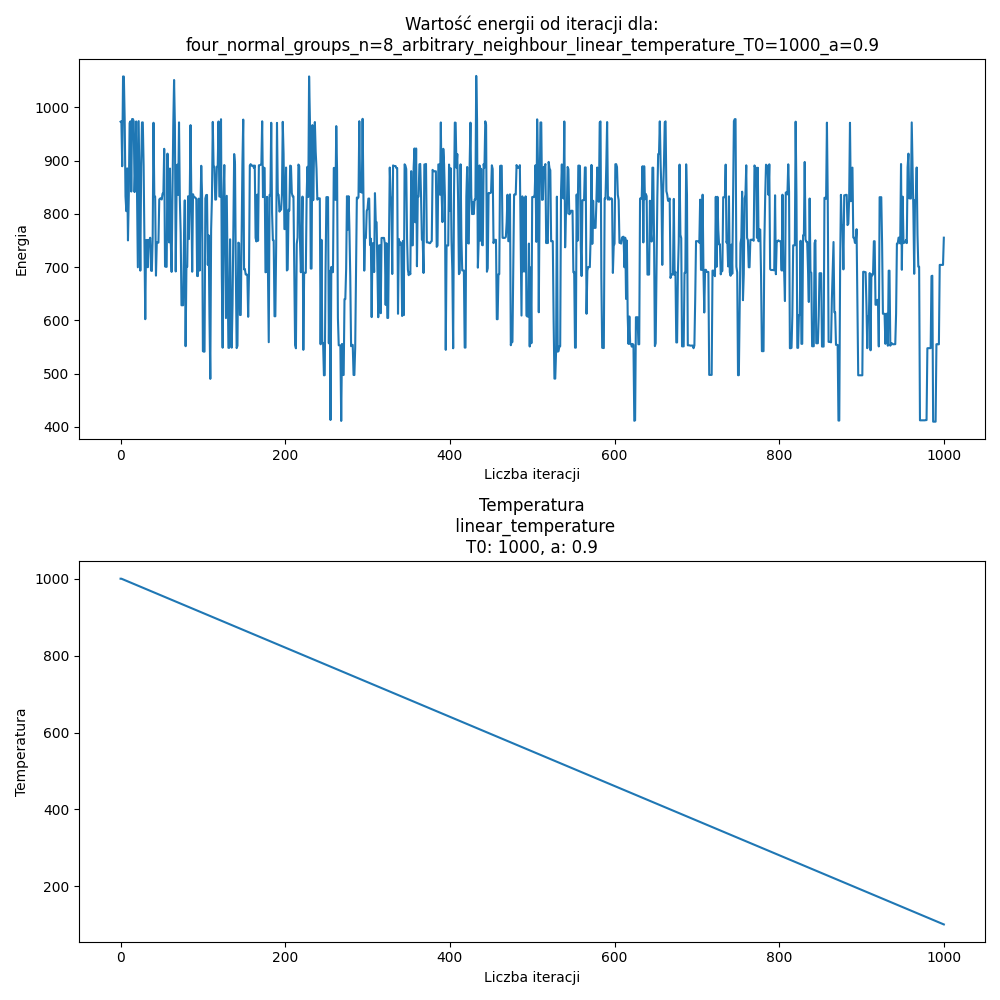 Wartość energii od iteracji dla:
four_normal_groups_n=8_arbitrary_neighbour_linear_temperature_T0=1000_a=0.9
1000
900
800
700
600
500
400
Energia
0 200 400 600 800 1000
Liczba iteracji
Temperatura
linear_temperature
T0: 1000, a: 0.9
1000
800
600
400
200
Temperatura
0 200 400 600 800 1000
Liczba iteracji